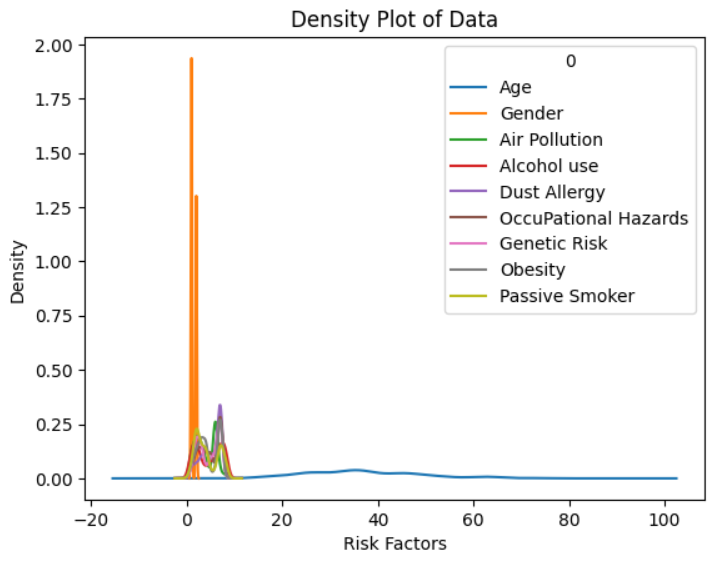 Density Plot of Data
2.00
1.75
1.50
1.25
1.00
0.75
0.50
0.25
0.00
Density
0
Age
Gender
Air Pollution
Alcohol use
Dust Allergy
OccuPational Hazards
Genetic Risk
Obesity
Passive Smoker
−20 0 20 40 60 80 100
Risk Factors